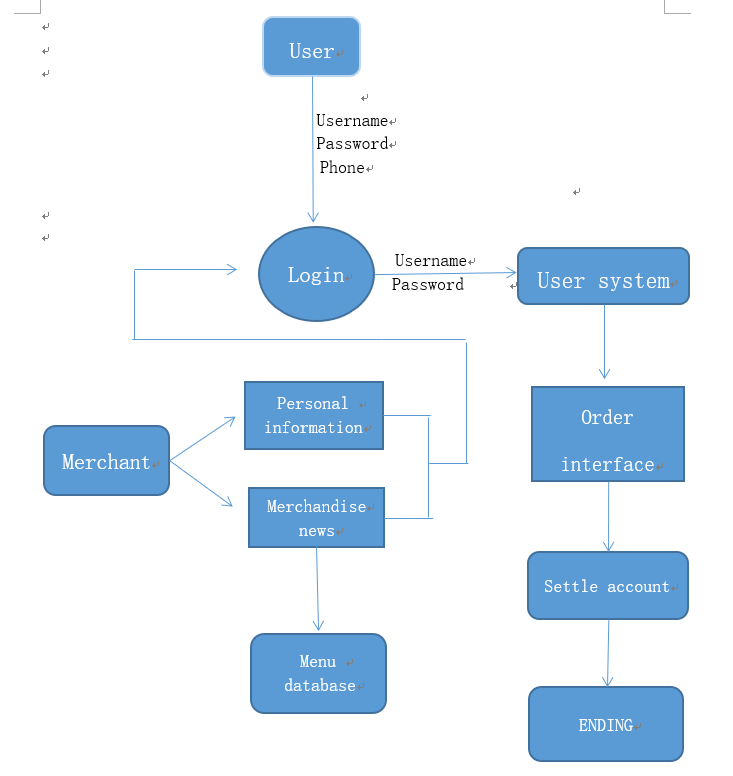 User
Username
Password
Phone
Login
Username
Password
User system
Personal
information
Order
interface
Merchant
Merchandise
news
Settle account
Menu
database
ENDING